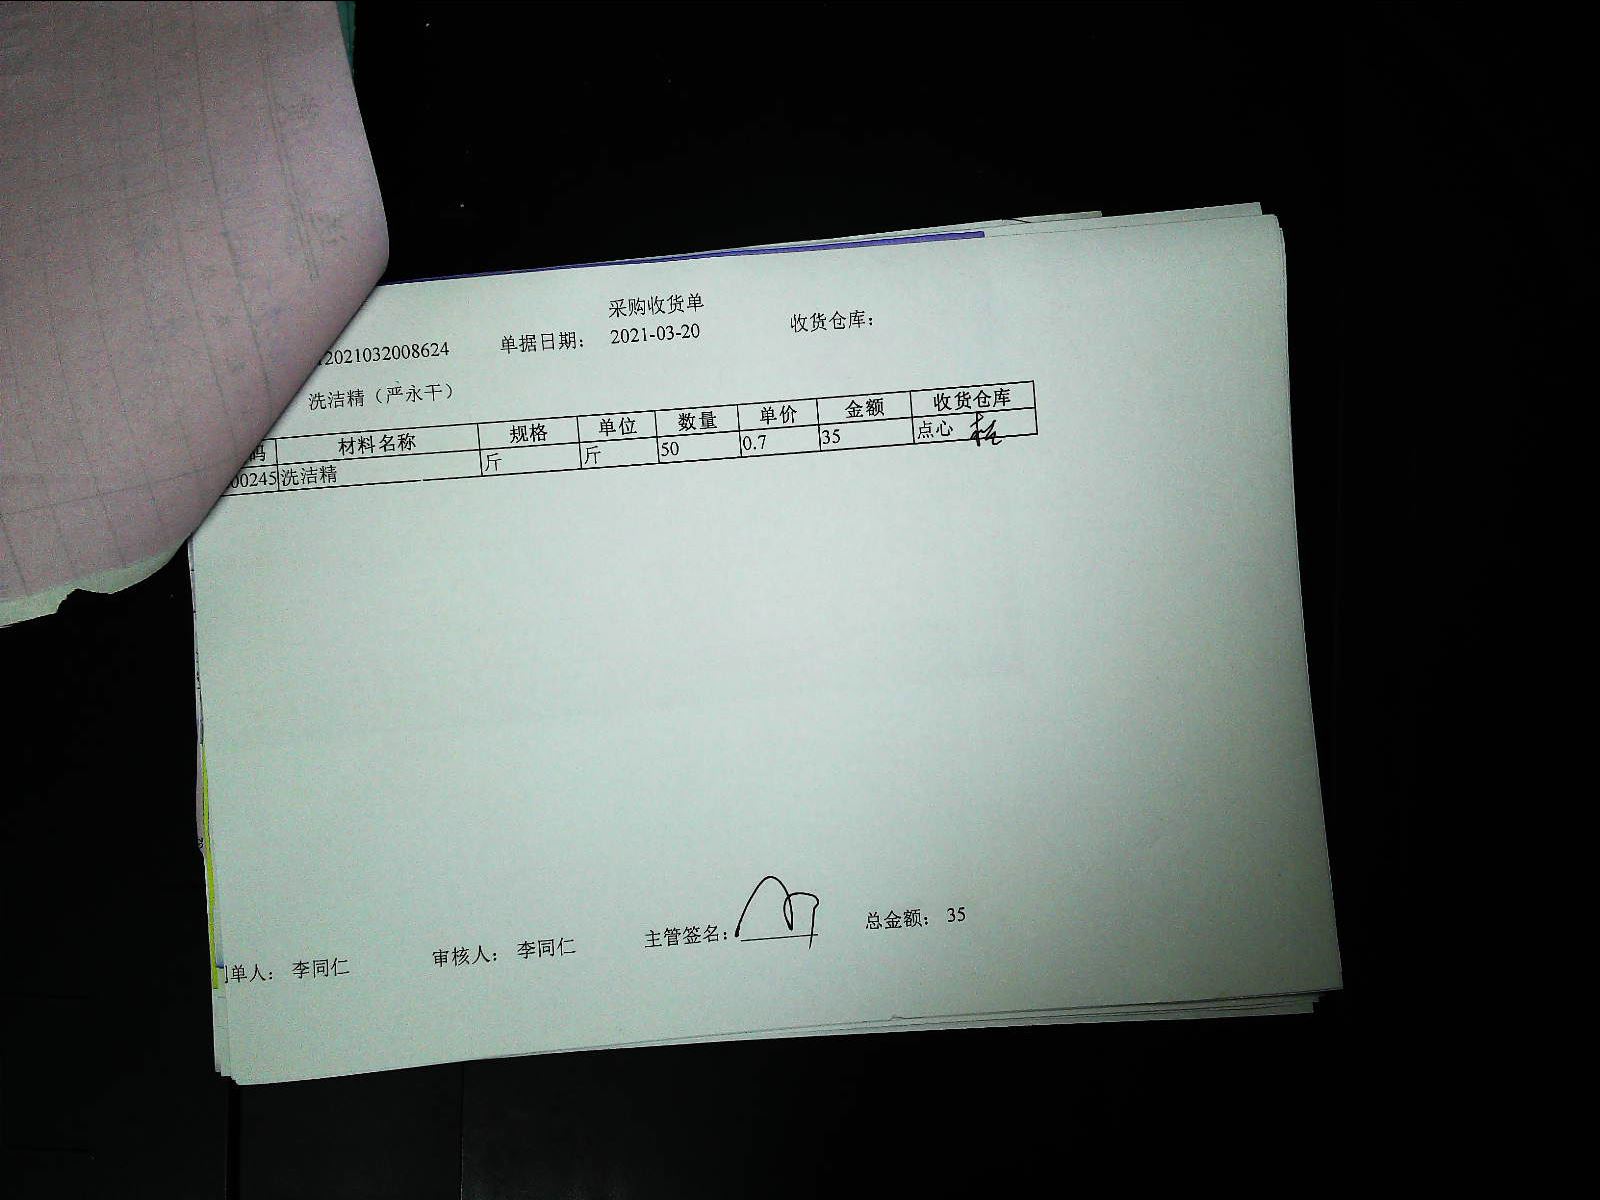 采购收货单
12021032008624 单据日期： 2021-03-20 收货仓库：
洗洁精（严永干）
码 材料名称 规格 单位 数量 单价 金额 收货仓库
00245 洗洁精 斤 斤 50 0.7 35 点心
制单人： 李同仁 审核人： 李同仁 主管签名： 总金额： 35